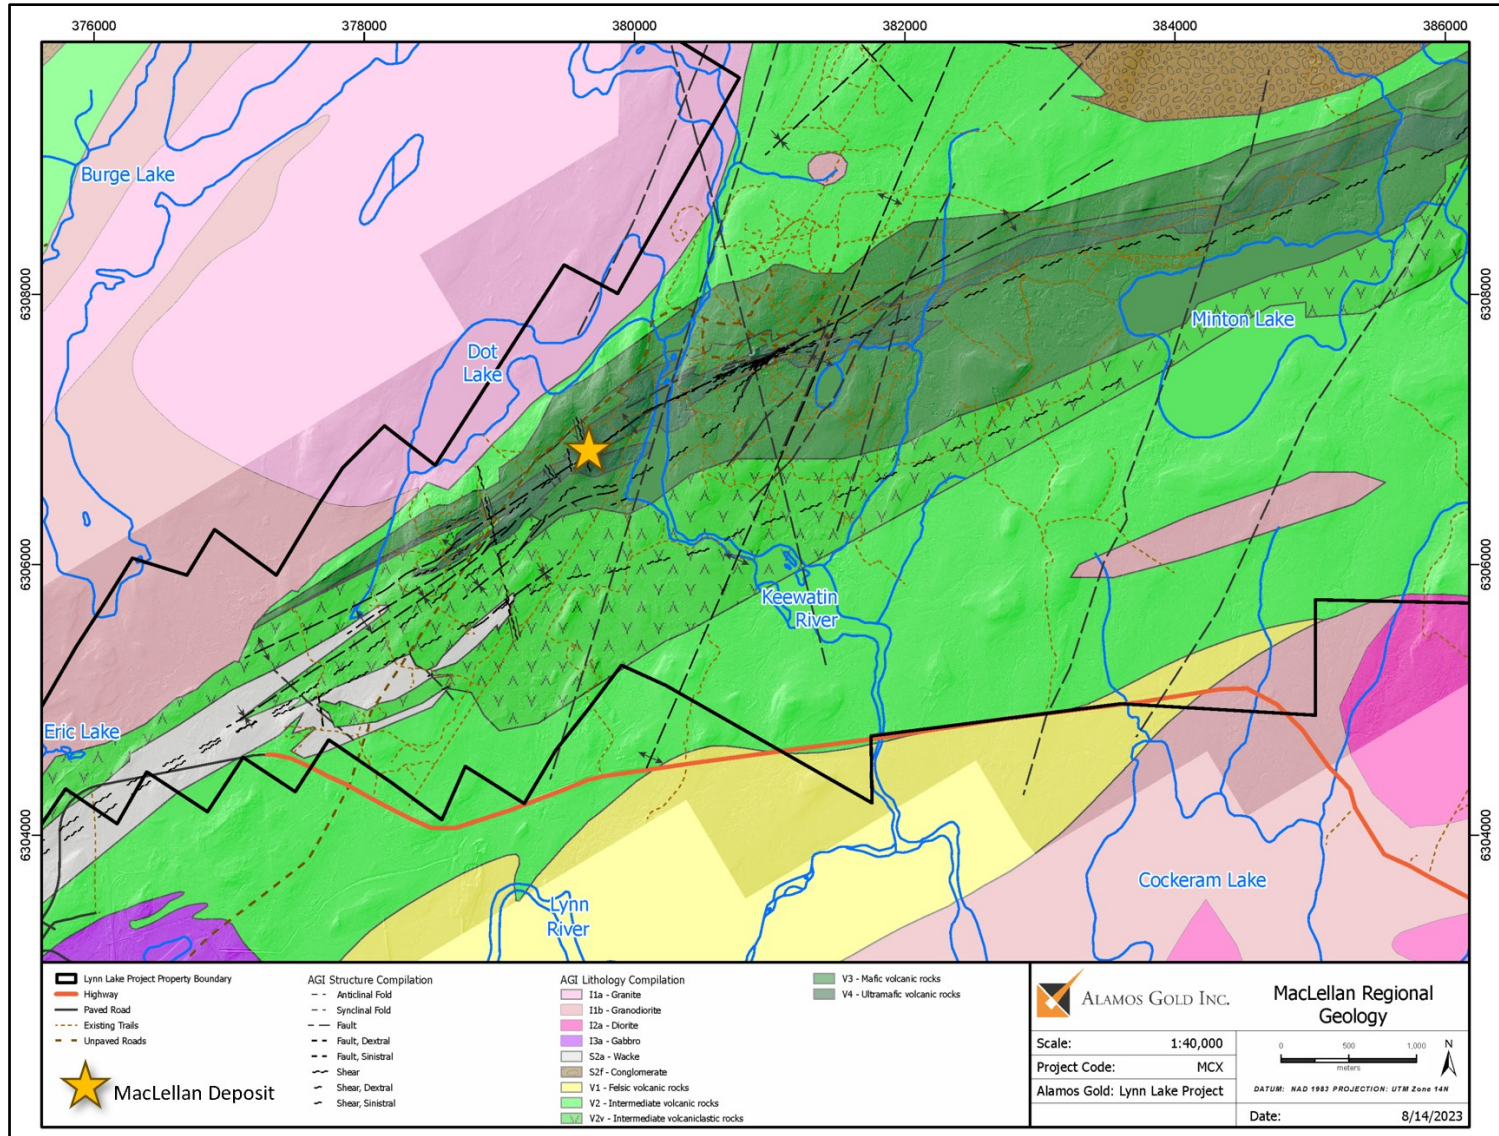 376000
378000
380000
382000
384000
386000
6308000
6308000
6306000
6306000
6304000
6304000
Burge Lake
Dot
Lake
Minton Lake
Keewatin
River
Eric Lake
Cockeram Lake
Lynn
River
Lynn Lake Project Property Boundary
Highway
Paved Road
Existing Trails
Unpaved Roads
MacLellan Deposit
AGI Structure Compilation
Anticlinal Fold
Synclinal Fold
Fault
Fault, Dextral
Fault, Sinistral
Shear
Shear, Dextral
Shear, Sinistral
AGI Lithology Compilation
I1a - Granite
I1b - Granodiorite
I2a - Diorite
I3a - Gabbro
S2a - Wacke
S2f - Conglomerate
V1 - Felsic volcanic rocks
V2 - Intermediate volcanic rocks
V2v - Intermediate volcaniclastic rocks
V3 - Mafic volcanic rocks
V4 - Ultramafic volcanic rocks
ALAMOS GOLD INC.
MacLellan Regional
Geology
Scale: 1:40,000
Project Code: MCX
Alamos Gold: Lynn Lake Project
0 500 1,000
meters
N
DATUM: NAD 1983 PROJECTION: UTM Zone 14N
Date: 8/14/2023